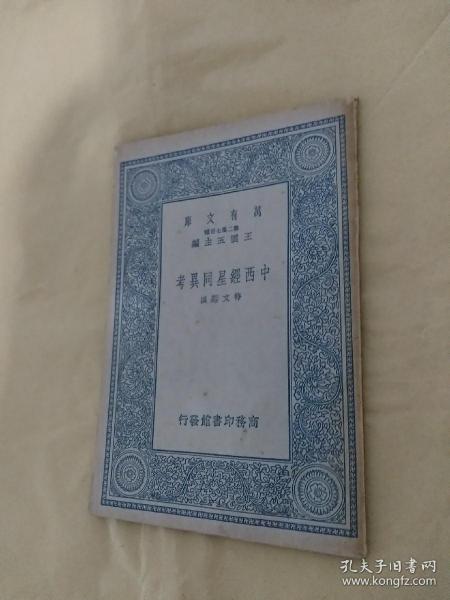 萬有文庫
第二集七百種
王雲五主編
中西經星同異考
梅文鼏撰
商務印書館發行
孔夫子旧书网
www.kongfz.com